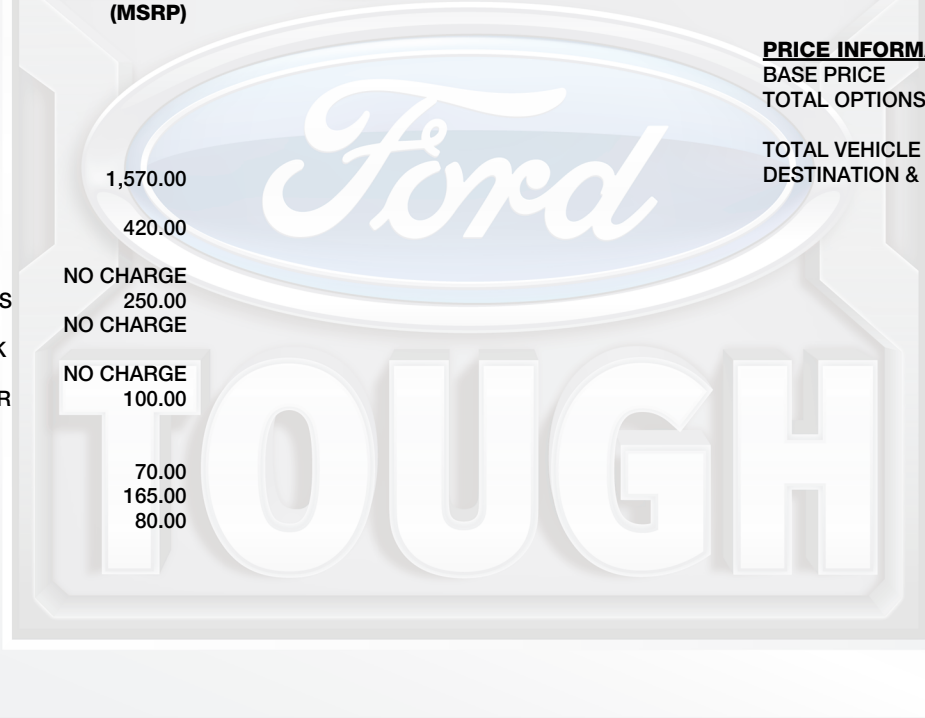 (MSRP)
1,570.00
420.00
NO CHARGE
S 250.00
NO CHARGE
K
NO CHARGE
R 100.00
70.00
165.00
80.00
PRICE INFORMA
BASE PRICE
TOTAL OPTIONS
TOTAL VEHICLE
DESTINATION &
Ford
TOUGH